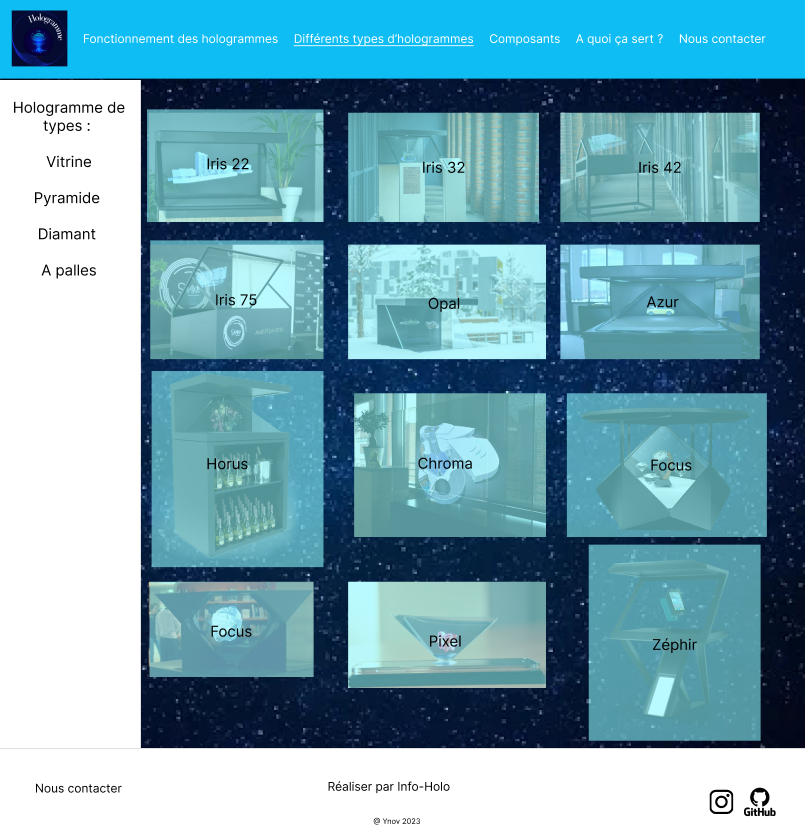 Hologramme
Fonctionnement des hologrammes
Différents types d'hologrammes
Composants
A quoi ça sert ?
Nous contacter
Hologramme de
types :
Vitrine
Pyramide
Diamant
A palles
Iris 22
Iris 32
Iris 42
Iris 75
Opal
Azur
Horus
Chroma
Focus
Focus
Pixel
Zéphir
Nous contacter
Réaliser par Info-Holo
@ Ynov 2023
GitHub